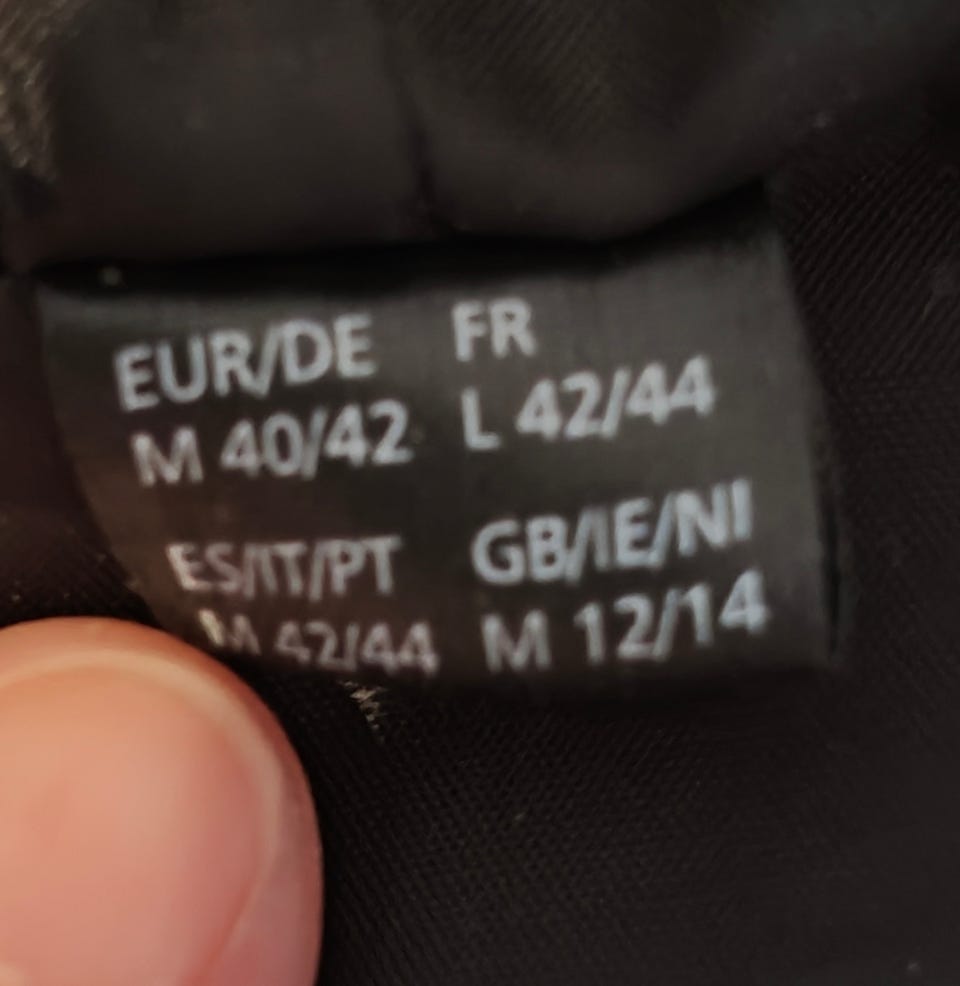 EUR/DE FR
M 40/42 L 42/44
ES/IT/PT GB/IE/NI
M 42/44 M 12/14